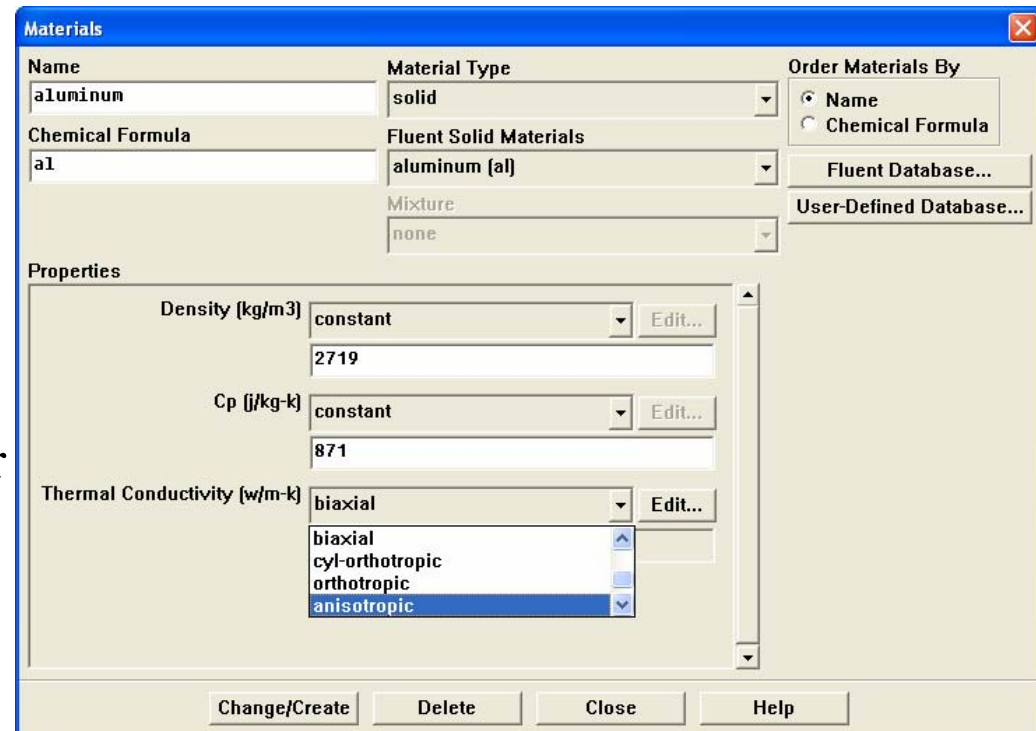 Materials
Name
aluminum
Chemical Formula
al
Material Type
solid
Fluent Solid Materials
aluminum (al)
Mixture
none
Order Materials By
Name
Chemical Formula
Fluent Database...
User-Defined Database...
Properties
Density (kg/m3)
constant
Edit...
2719
Cp (j/kg-k)
constant
Edit...
871
Thermal Conductivity (w/m-k)
biaxial
Edit...
biaxial
cyl-orthotropic
orthotropic
anisotropic
Change/Create
Delete
Close
Help